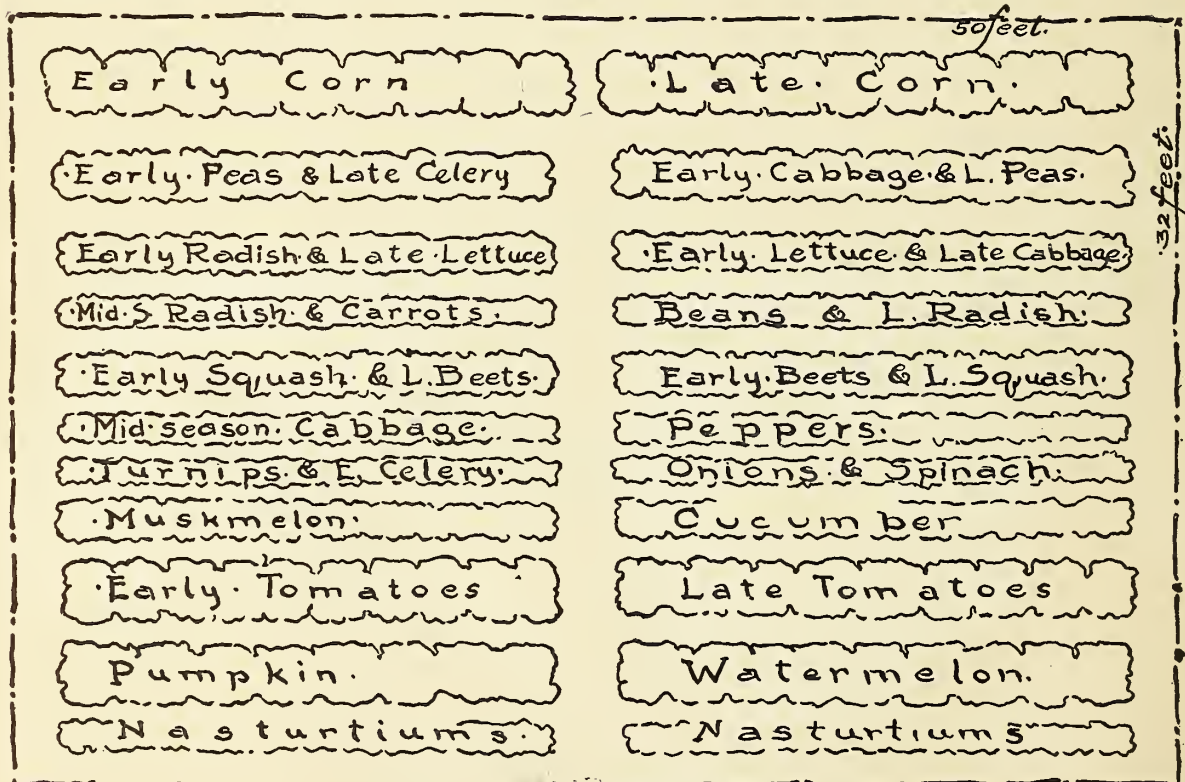 50 feet.
Early Corn
·Late· Corn·
32 feet.
·Early· Peas & Late Celery
Early·Cabbage·& L. Peas·
Early Radish·& Late·Lettuce
·Early· Lettuce·& Late Cabbage·
·Mid·S Radish·& Carrots·
Beans & L. Radish·
·Early Squash·& L. Beets·
Early·Beets & L. Squash·
·Mid·season·Cabbage·
Peppers·
·Turnips·& E. Celery·
Onions·& Spinach·
·Muskmelon·
Cucumber
·Early· Tomatoes
Late Tomatoes
Pumpkin·
Watermelon.
Nasturtiums·
Nasturtiums